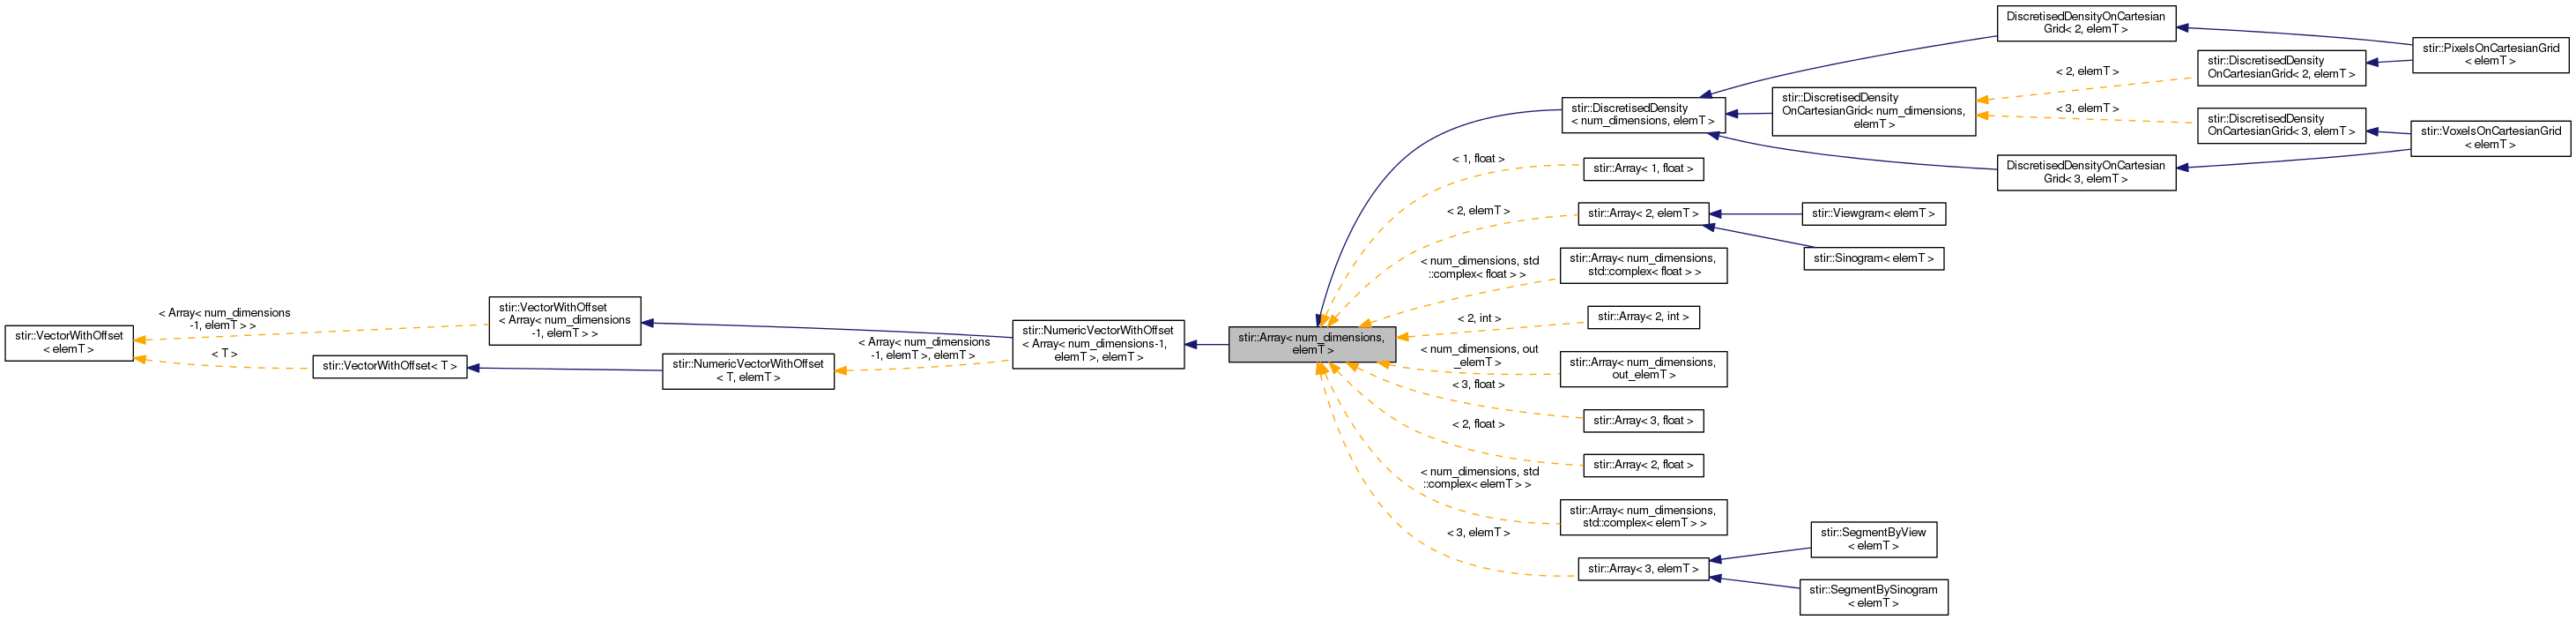 stir::VectorWithOffset
< elemT >
< Array< num_dimensions
-1, elemT > >
< T >
stir::VectorWithOffset
< Array< num_dimensions
-1, elemT > >
stir::VectorWithOffset< T >
stir::NumericVectorWithOffset
< T, elemT >
< Array< num_dimensions
-1, elemT >, elemT >
stir::NumericVectorWithOffset
< Array< num_dimensions-1,
elemT >, elemT >
stir::Array< num_dimensions,
elemT >
< 1, float >
< 2, elemT >
< num_dimensions, std
::complex< float > >
< 2, int >
< num_dimensions, out
_elemT >
< 3, float >
< 2, float >
< num_dimensions, std
::complex< elemT > >
< 3, elemT >
stir::DiscretisedDensity
< num_dimensions, elemT >
stir::Array< 1, float >
stir::Array< 2, elemT >
stir::Array< num_dimensions,
std::complex< float > >
stir::Array< 2, int >
stir::Array< num_dimensions,
out_elemT >
stir::Array< 3, float >
stir::Array< 2, float >
stir::Array< num_dimensions,
std::complex< elemT > >
stir::Array< 3, elemT >
DiscretisedDensityOnCartesian
Grid< 2, elemT >
stir::DiscretisedDensity
OnCartesianGrid< num_dimensions,
elemT >
DiscretisedDensityOnCartesian
Grid< 3, elemT >
stir::Viewgram< elemT >
stir::Sinogram< elemT >
stir::SegmentByView
< elemT >
stir::SegmentBySinogram
< elemT >
< 2, elemT >
< 3, elemT >
stir::DiscretisedDensity
OnCartesianGrid< 2, elemT >
stir::DiscretisedDensity
OnCartesianGrid< 3, elemT >
stir::PixelsOnCartesianGrid
< elemT >
stir::VoxelsOnCartesianGrid
< elemT >